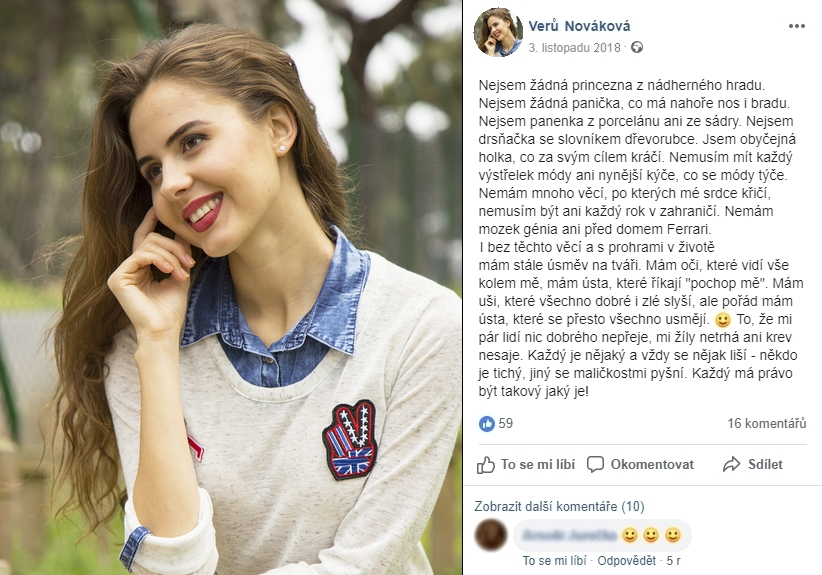 Verů Nováková
3. listopadu 2018 ·
Nejsem žádná princezna z nádherného hradu.
Nejsem žádná panička, co má nahoře nos i bradu.
Nejsem panenka z porcelánu ani ze sádry. Nejsem
drsňačka se slovníkem dřevorubce. Jsem obyčejná
holka, co za svým cílem kráčí. Nemusím mít každý
výstřelek módy ani nynější kýče, co se módy týče.
Nemám mnoho věcí, po kterých mé srdce křičí,
nemusím být ani každý rok v zahraničí. Nemám
mozek génia ani před domem Ferrari.
I bez těchto věcí a s prohrami v životě
mám stále úsměv na tváři. Mám oči, které vidí vše
kolem mě, mám ústa, které říkají "pochop mě". Mám
uši, které všechno dobré i zlé slyší, ale pořád mám
ústa, které se přesto všechno usmějí. 🙂 To, že mi
pár lidí nic dobrého nepřeje, mi žíly netrhá ani krev
nesaje. Každý je nějaký a vždy se nějak liší - někdo
je tichý, jiný se maličkostmi pyšní. Každý má právo
být takový jaký je!
59
16 komentářů
To se mi líbí
Okomentovat
Sdílet
Zobrazit další komentáře (10)
🙂 🙂 🙂
To se mi líbí · Odpovědět · 5 r